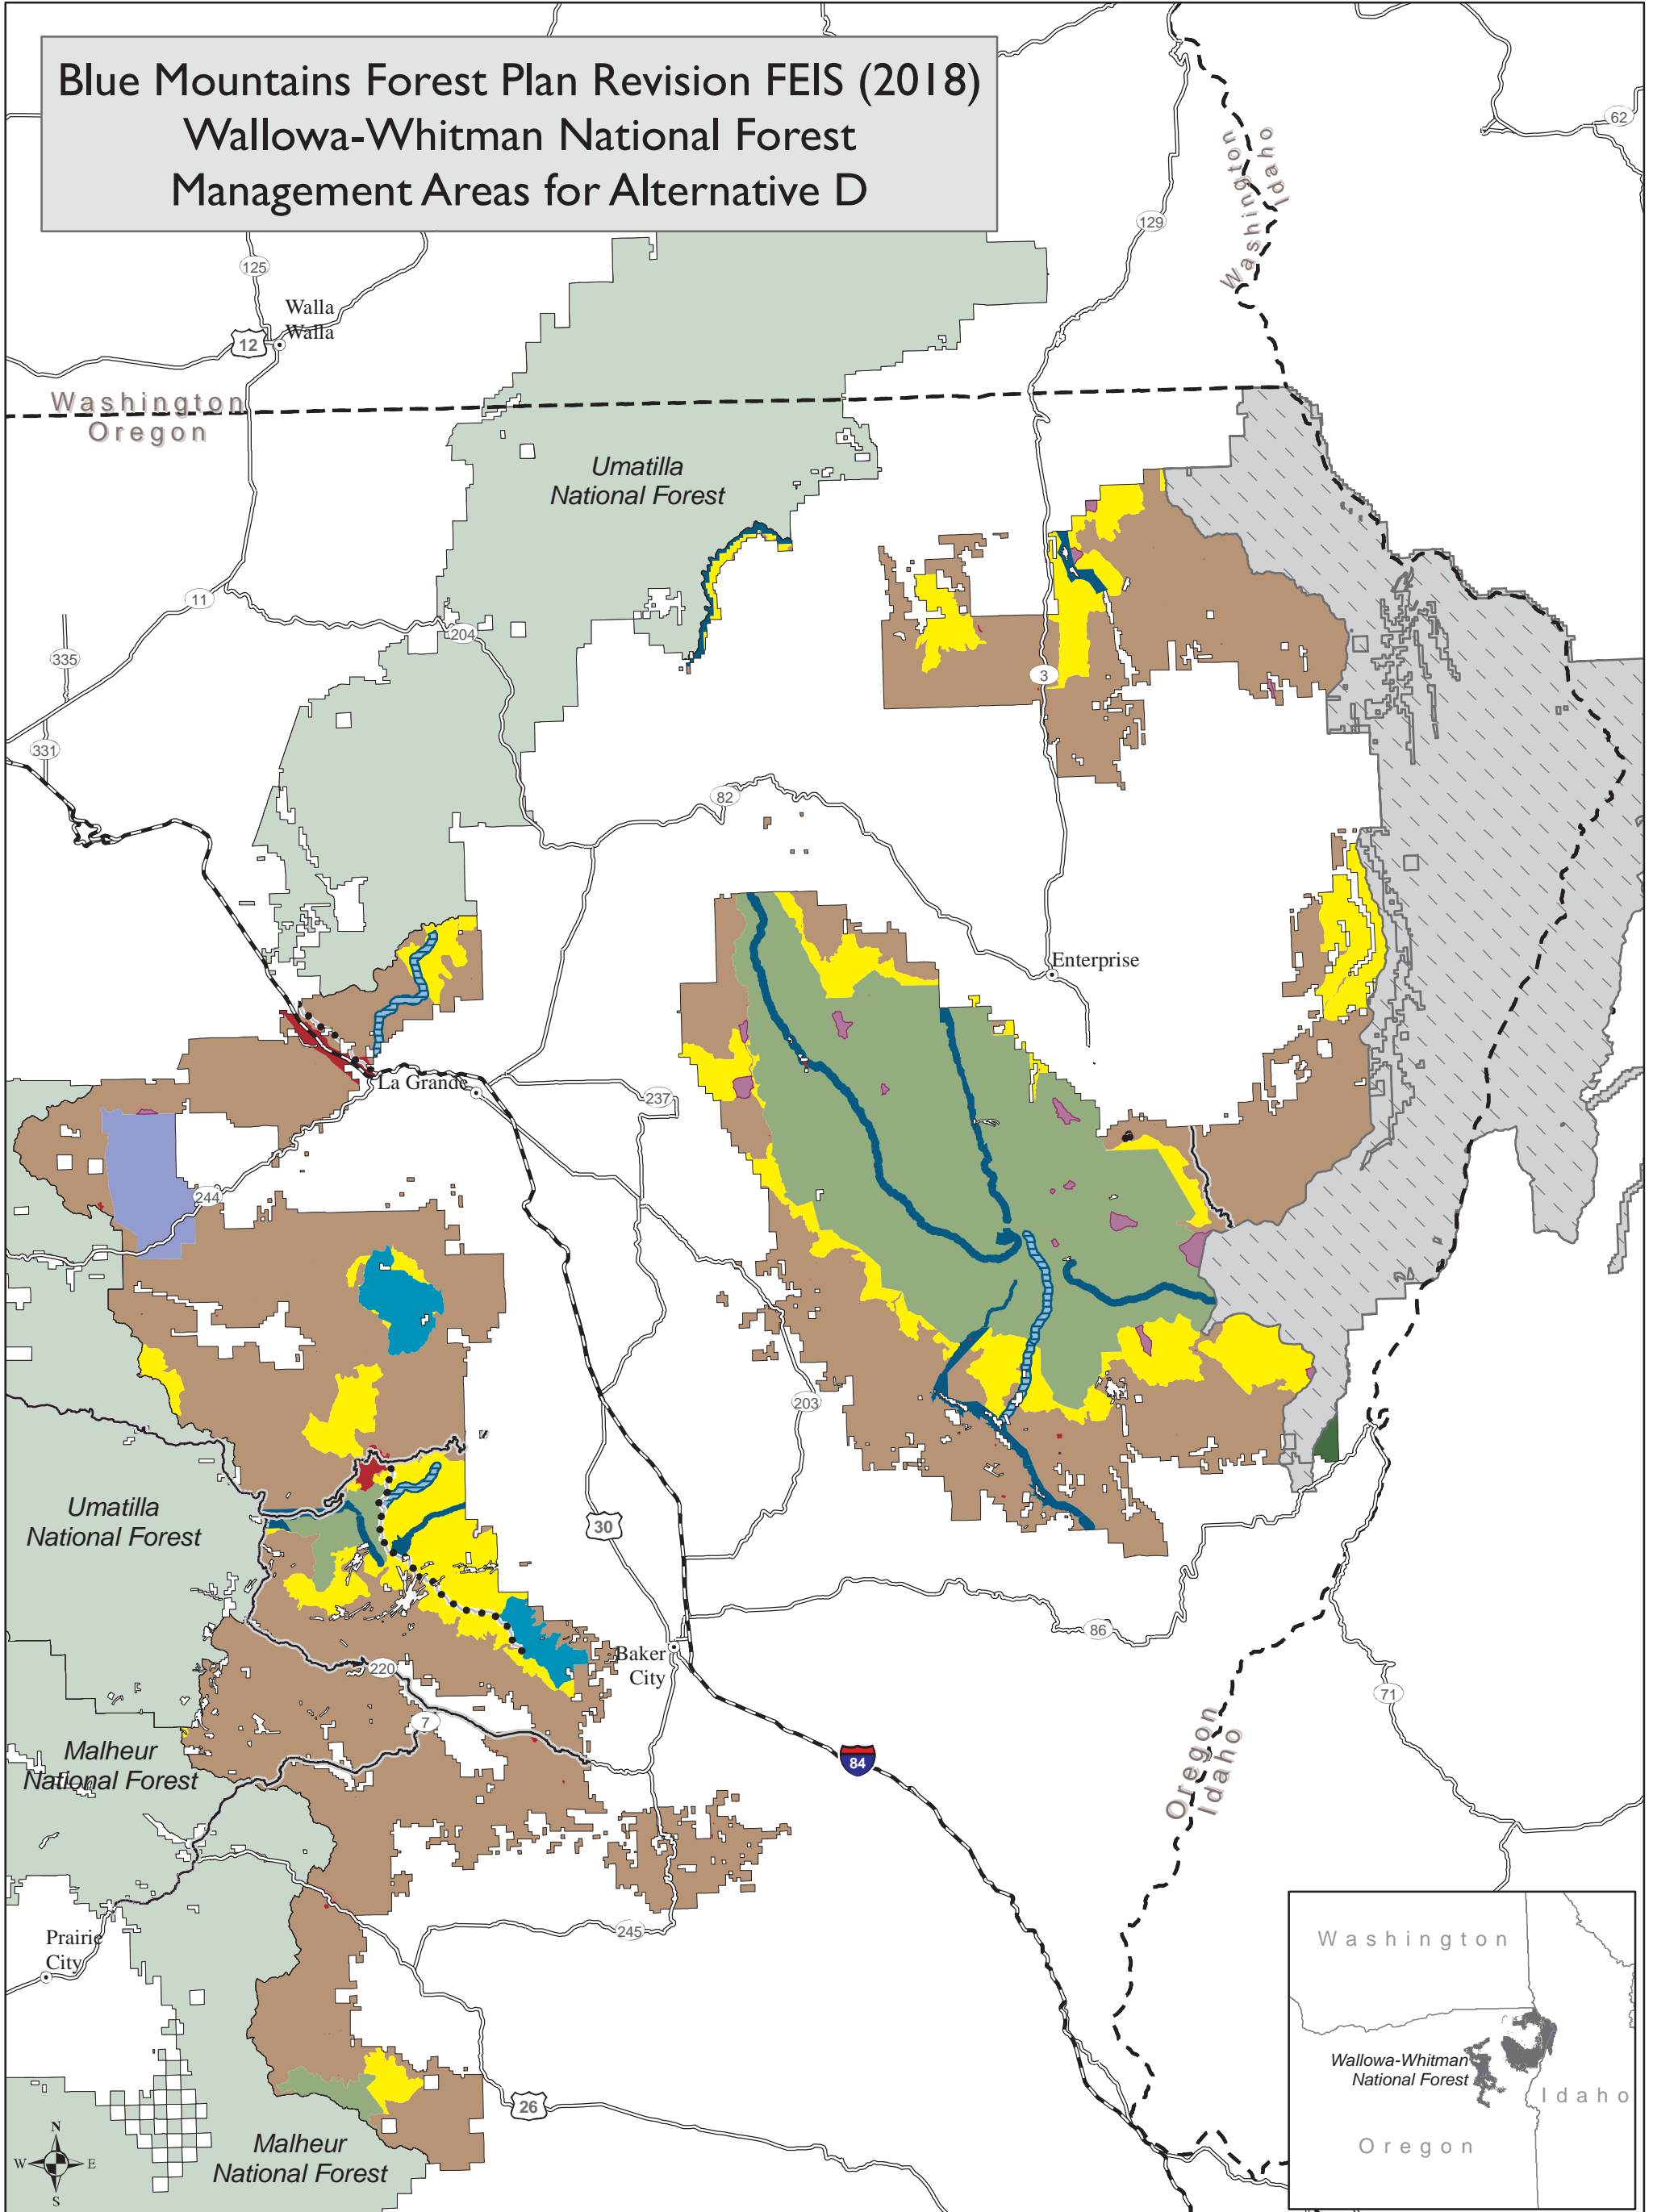 Blue Mountains Forest Plan Revision FEIS (2018)
Wallowa-Whitman National Forest
Management Areas for Alternative D
62
Washington
Idaho
129
125
Walla
Walla
12
Washington
Oregon
Umatilla
National Forest
11
204
335
3
331
82
Enterprise
La Grande
237
244
203
Umatilla
National Forest
30
86
Baker
City
220
71
7
Oregon
Idaho
Malheur
National Forest
84
245
Prairie
City
Washington
Wallowa-Whitman
National Forest
Idaho
Oregon
26
N
W
E
S
Malheur
National Forest